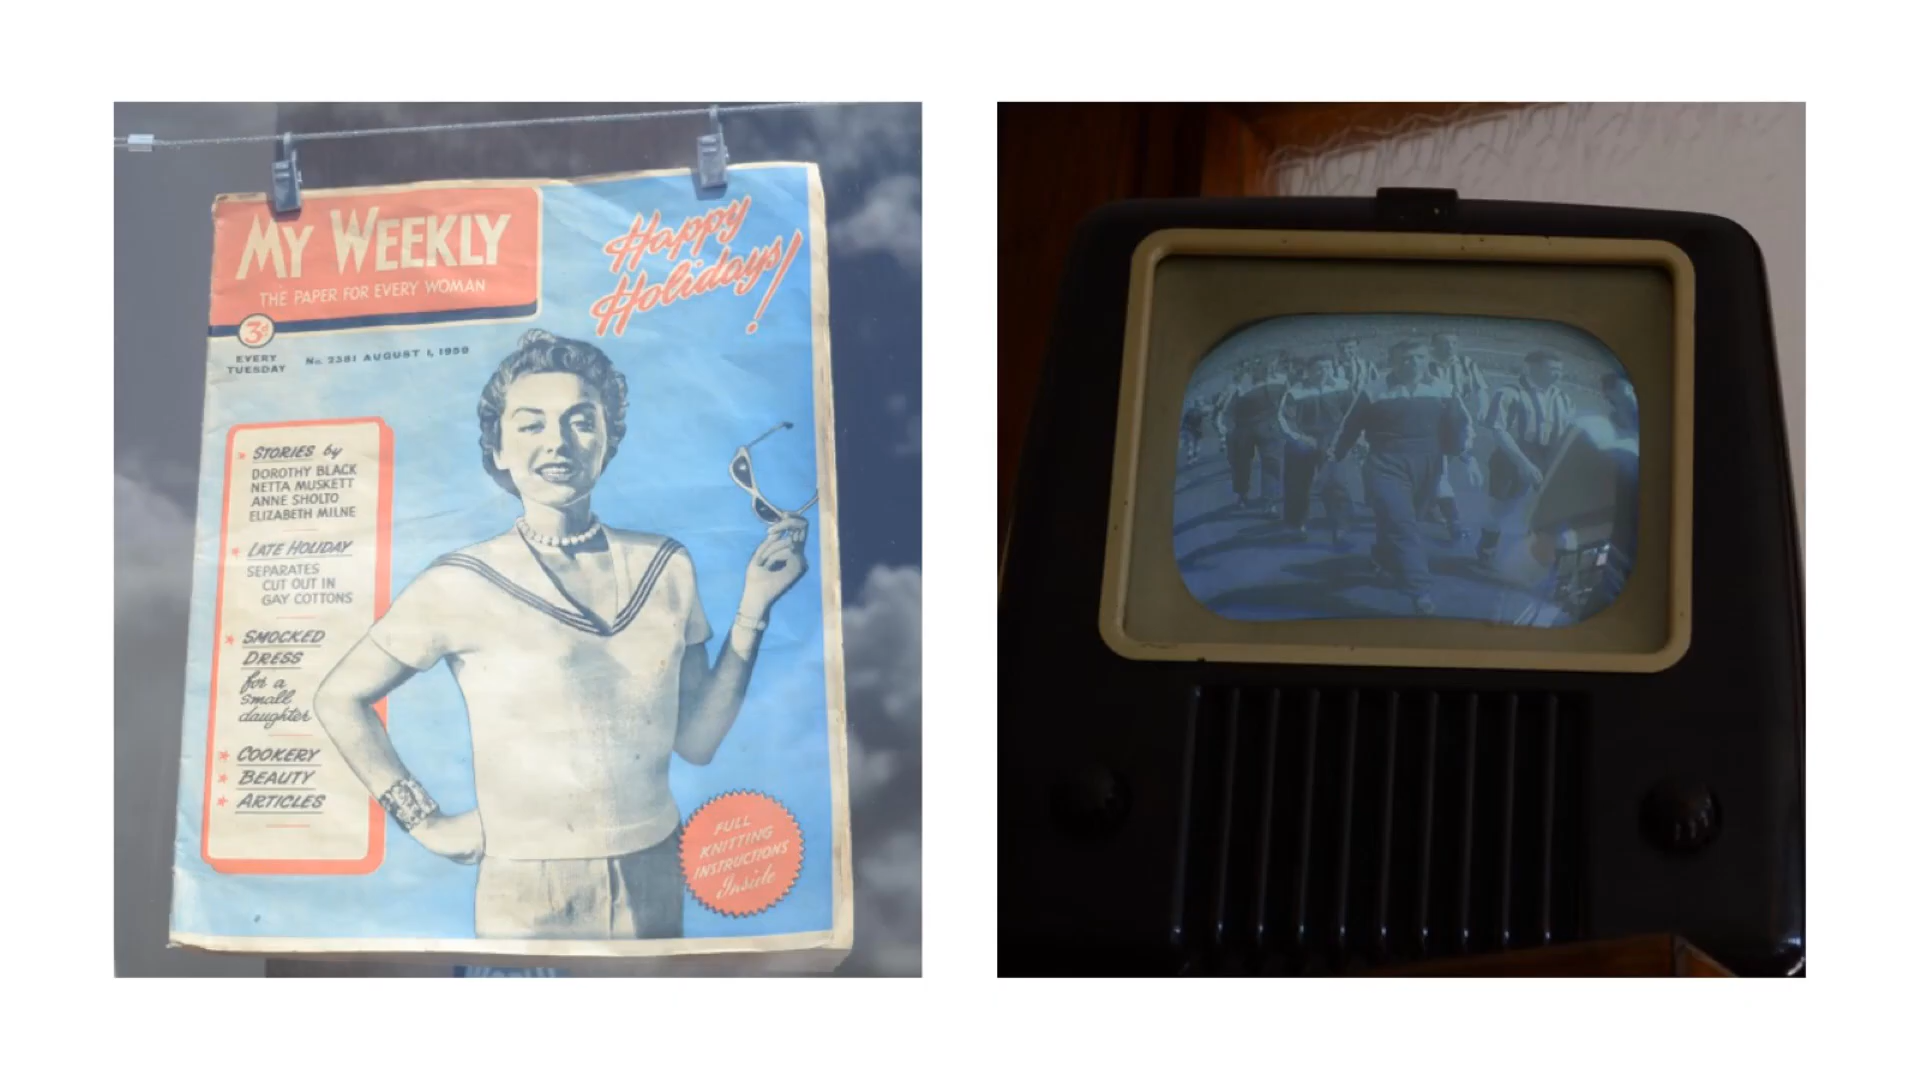 MY WEEKLY
THE PAPER FOR EVERY WOMAN
3d
EVERY
TUESDAY
No. 2381 AUGUST 1, 1959
Happy
Holidays!
STORIES by
DOROTHY BLACK
NETTA MUSKETT
ANNE SHOLTO
ELIZABETH MILNE
LATE HOLIDAY
SEPARATES
CUT OUT IN
GAY COTTONS
SMOCKED
DRESS
for a
small
daughter
COOKERY
BEAUTY
ARTICLES
FULL
KNITTING
INSTRUCTIONS
Inside